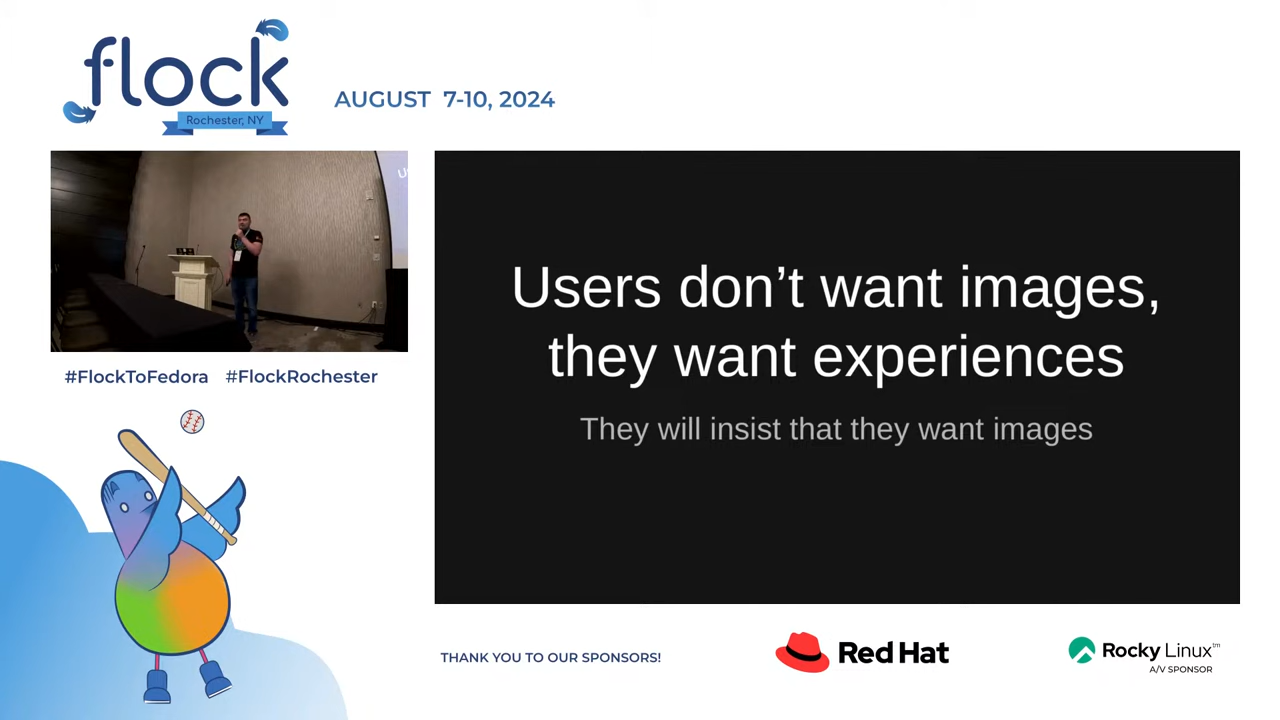 flock
Rochester, NY
AUGUST 7-10, 2024
#FlockToFedora #FlockRochester
Users don’t want images,
they want experiences
They will insist that they want images
THANK YOU TO OUR SPONSORS!
Red Hat
Rocky Linux™
A/V SPONSOR